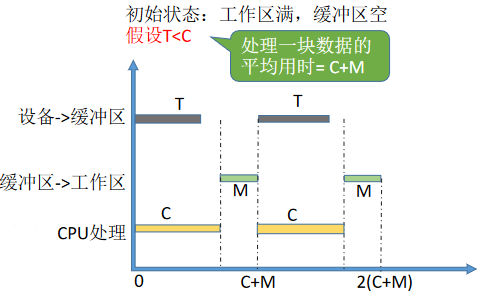 初始状态：工作区满，缓冲区空
假设T<C
处理一块数据的
平均用时= C+M
T
T
设备->缓冲区
缓冲区->工作区
M
M
C
C
CPU处理
0
C+M
2(C+M)